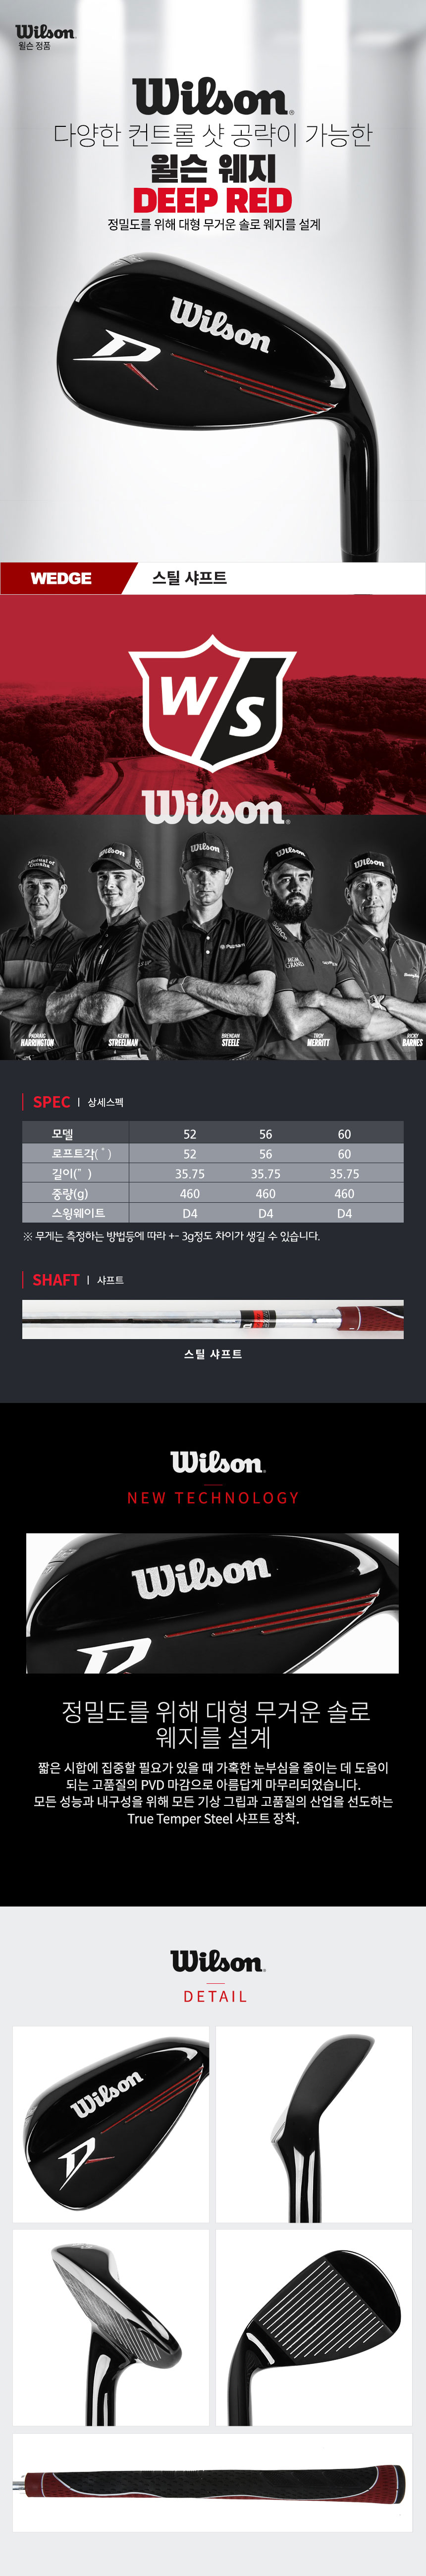 Wilson
윌슨 정품
Wilson
다양한 컨트롤 샷 공략이 가능한
윌슨 웨지
DEEP RED
정밀도를 위해 대형 무거운 솔로 웨지를 설계
Wilson
D
WEDGE
스틸 샤프트
W/S
Wilson
Wilson
Wilson
Wilson
Wilson
PADRAIG
HARRINGTON
KEVIN
STREELMAN
BRENDAN
STEELE
TROY
MERRITT
RICKY
BARNES
SPEC | 상세스펙
모델 52 56 60
로프트각(˚) 52 56 60
길이(" ) 35.75 35.75 35.75
중량(g) 460 460 460
스윙웨이트 D4 D4 D4
※ 무게는 측정하는 방법등에 따라 +- 3g정도 차이가 생길 수 있습니다.
SHAFT | 샤프트
스틸 샤프트
Wilson
NEW TECHNOLOGY
Wilson
정밀도를 위해 대형 무거운 솔로
웨지를 설계
짧은 시합에 집중할 필요가 있을 때 가혹한 눈부심을 줄이는 데 도움이
되는 고품질의 PVD 마감으로 아름답게 마무리되었습니다.
모든 성능과 내구성을 위해 모든 기상 그립과 고품질의 산업을 선도하는
True Temper Steel 샤프트 장착.
Wilson
DETAIL
Wilson
D